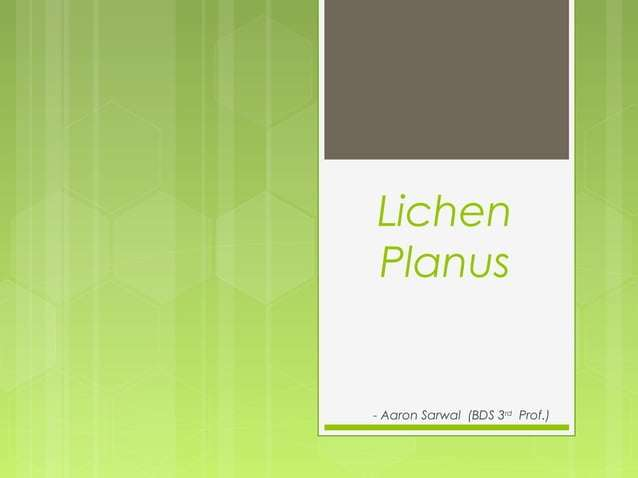 Lichen
Planus
- Aaron Sarwal (BDS 3rd Prof.)